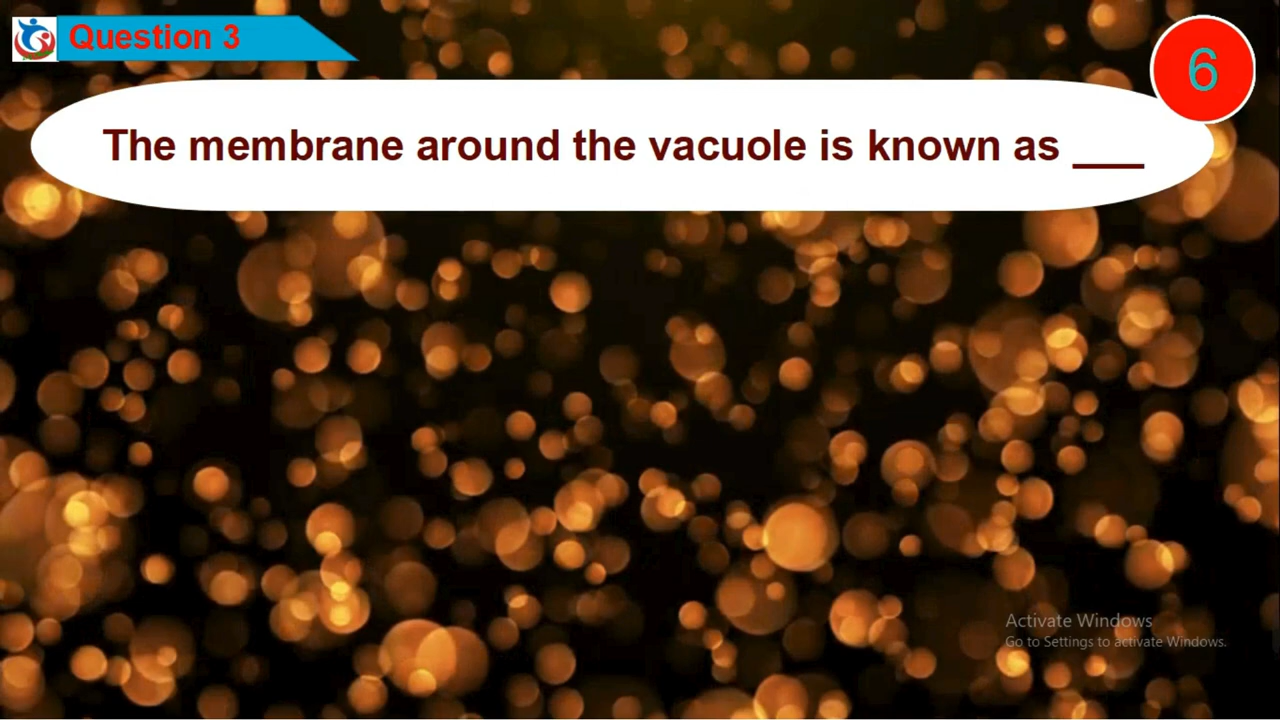 Question 3
6
The membrane around the vacuole is known as ___
Activate Windows
Go to Settings to activate Windows.